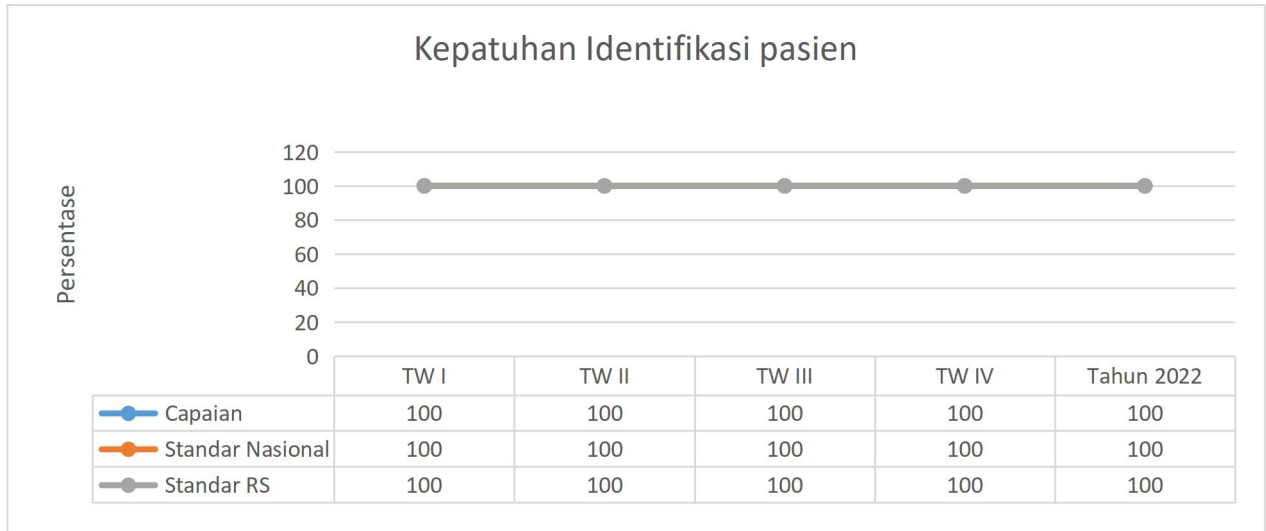 Kepatuhan Identifikasi pasien
Persentase
120
100
80
60
40
20
0
TW I TW II TW III TW IV Tahun 2022
Capaian 100 100 100 100 100
Standar Nasional 100 100 100 100 100
Standar RS 100 100 100 100 100